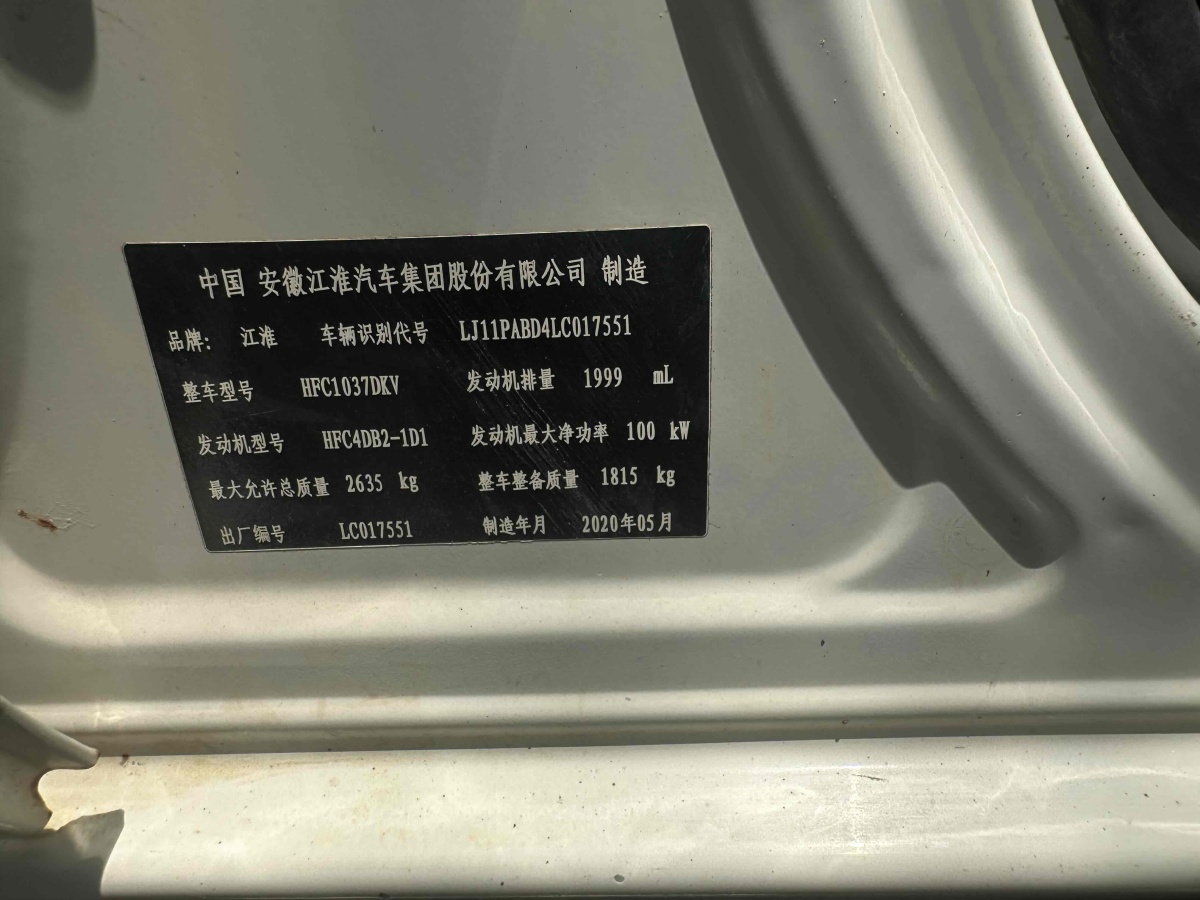 中国 安徽江淮汽车集团股份有限公司 制造
品牌: 江淮 车辆识别代号 LJ11PABD4LC017551
整车型号 HFC1037DKV 发动机排量 1999 mL
发动机型号 HFC4DB2-1D1 发动机最大净功率 100 kW
最大允许总质量 2635 kg 整车整备质量 1815 kg
出厂编号 LC017551 制造年月 2020年05月